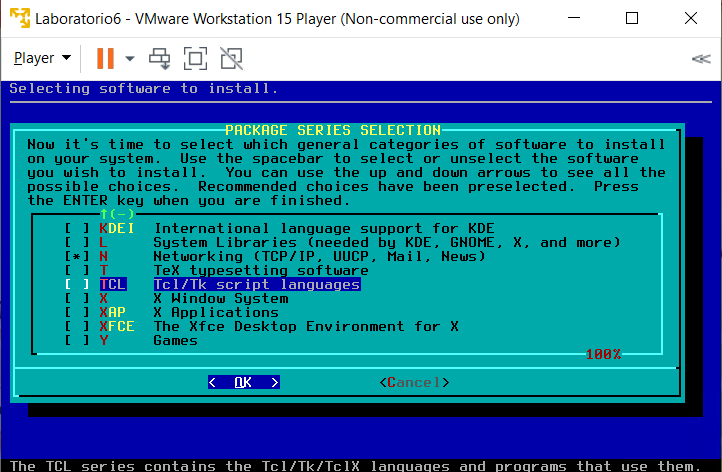 Laboratorio6 - VMware Workstation 15 Player (Non-commercial use only)
Player
Selecting software to install.
PACKAGE SERIES SELECTION
Now it's time to select which general categories of software to install
on your system.  Use the spacebar to select or unselect the software
you wish to install.  You can use the up and down arrows to see all the
possible choices.  Recommended choices have been preselected.  Press
the ENTER key when you are finished.
↑(-)
[ ] KDEI  International language support for KDE
[ ] L     System Libraries (needed by KDE, GNOME, X, and more)
[*] N     Networking (TCP/IP, UUCP, Mail, News)
[ ] T     TeX typesetting software
[ ] TCL   Tcl/Tk script languages
[ ] X     X Window System
[ ] XAP   X Applications
[ ] XFCE  The Xfce Desktop Environment for X
[ ] Y     Games
100%
<  OK  > <Cancel>
The TCL series contains the Tcl/Tk/TclX languages and programs that use them.